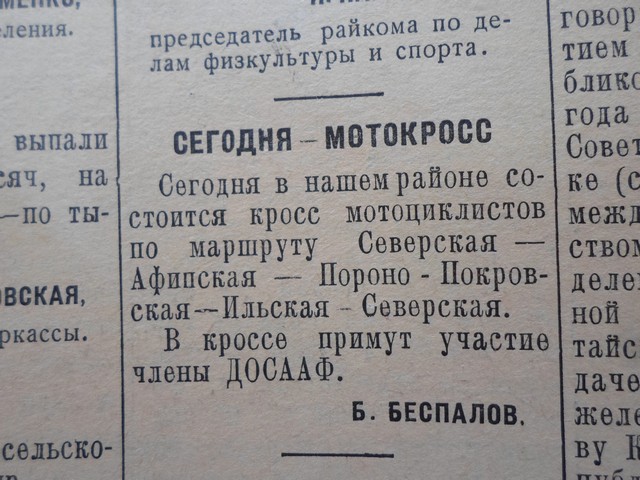 МЕНКО,
еления.
председатель райкома по де-
лам физкультуры и спорта.
выпали
сяч, на
—по ты-
ОВСКАЯ,
ркассы.
сельско-
СЕГОДНЯ — МОТОКРОСС
Сегодня в нашем районе со-
стоится кросс мотоциклистов
по маршруту Северская —
Афипская — Пороно - Покров-
ская—Ильская - Северская.
В кроссе примут участие
члены ДОСААФ.
Б. БЕСПАЛОВ.
говор
тием
блико
года
Совет
ке (с
межд
ством
делен
ной
тайс
даче
желе
ву К